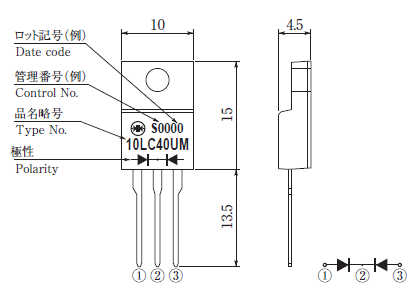 10
4.5
ロット記号(例)
Date code
管理番号(例)
Control No.
品名略号
Type No.
極性
Polarity
S0000
10LC40UM
15
13.5
① ② ③
① ② ③